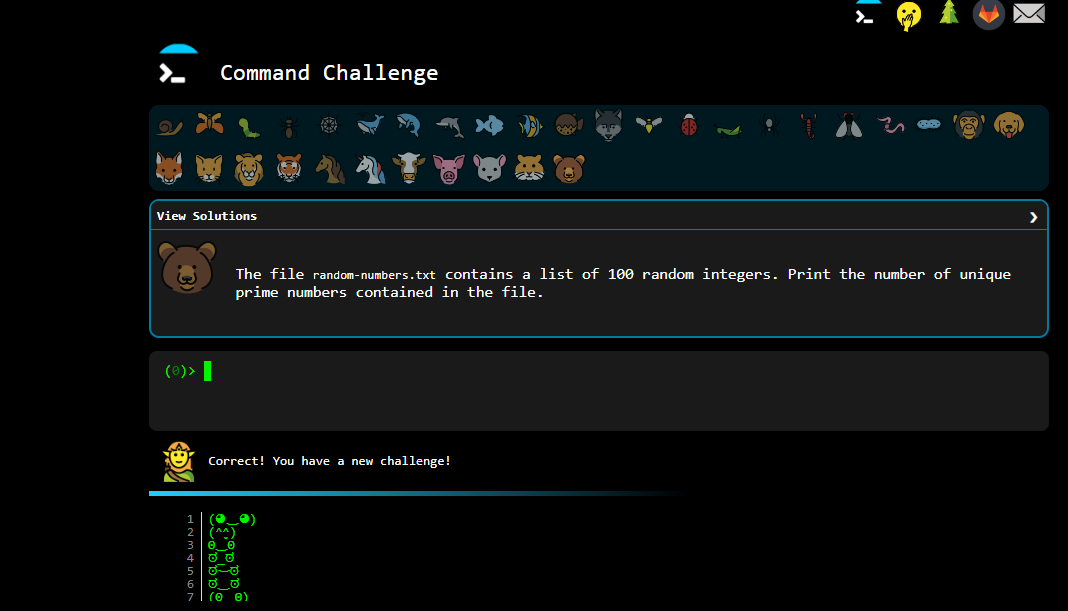 Command Challenge
View Solutions
The file random-numbers.txt contains a list of 100 random integers. Print the number of unique
prime numbers contained in the file.
(0)>
Correct! You have a new challenge!
1
2 (^^)
3
4
5
6
7 (0 0)